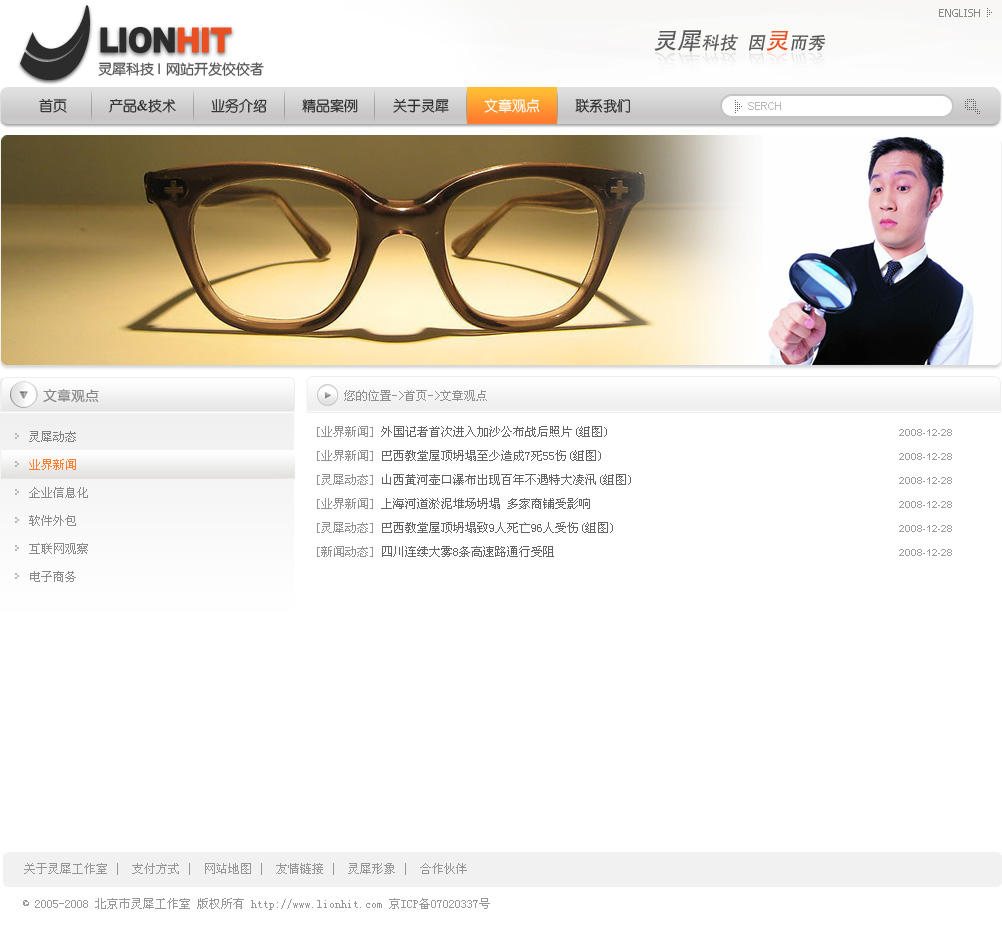 ENGLISH
LIONHIT
灵犀科技 | 网站开发佼佼者
灵犀科技 因灵而秀
首页 产品&技术 业务介绍 精品案例 关于灵犀 文章观点 联系我们 SERCH
文章观点
灵犀动态
业界新闻
企业信息化
软件外包
互联网观察
电子商务
您的位置->首页->文章观点
[业界新闻] 外国记者首次进入加沙公布战后照片(组图) 2008-12-28
[业界新闻] 巴西教堂屋顶坍塌至少造成7死55伤(组图) 2008-12-28
[灵犀动态] 山西黄河壶口瀑布出现百年不遇特大凌汛(组图) 2008-12-28
[业界新闻] 上海河道淤泥堆场坍塌 多家商铺受影响 2008-12-28
[灵犀动态] 巴西教堂屋顶坍塌致9人死亡96人受伤(组图) 2008-12-28
[新闻动态] 四川连续大雾8条高速路通行受阻 2008-12-28
关于灵犀工作室 | 支付方式 | 网站地图 | 友情链接 | 灵犀形象 | 合作伙伴
© 2005-2008 北京市灵犀工作室 版权所有 http://www.lionhit.com 京ICP备07020337号